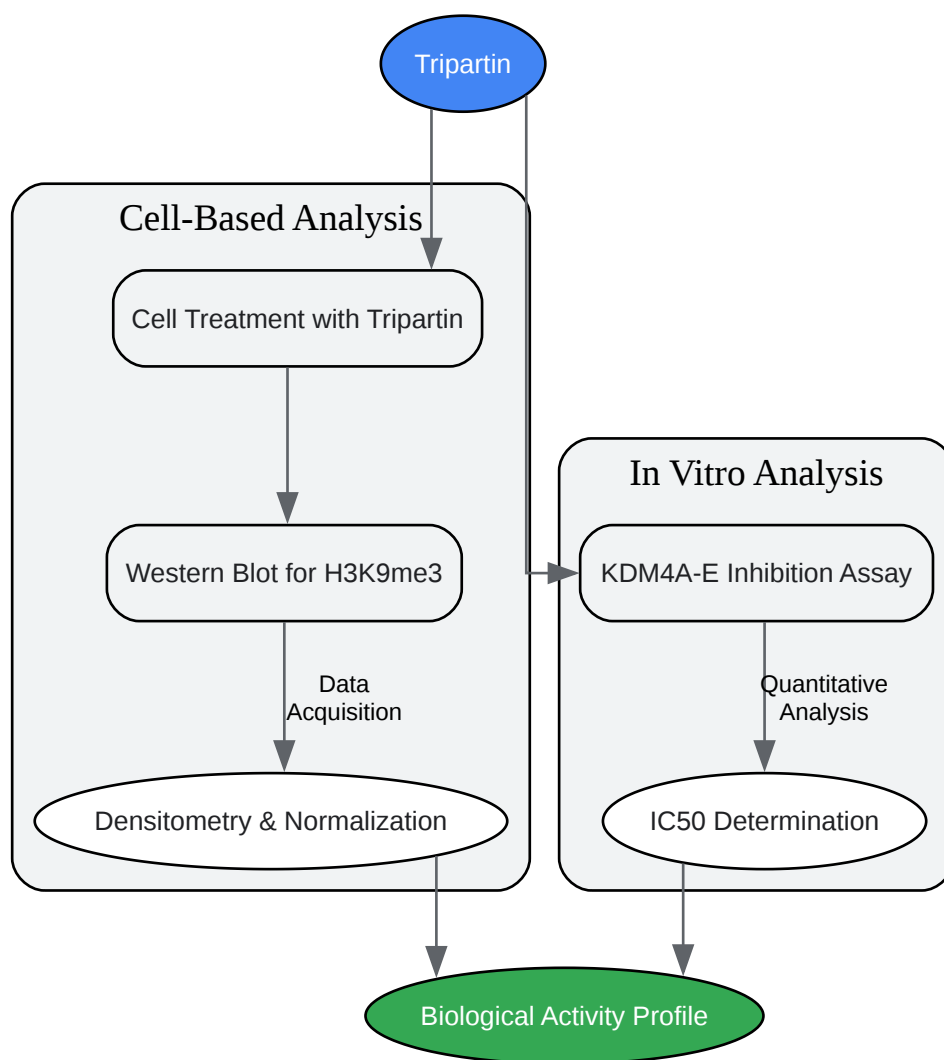 Tripartin
Cell-Based Analysis
Cell Treatment with Tripartin
Western Blot for H3K9me3
Data
Acquisition
Densitometry & Normalization
In Vitro Analysis
KDM4A-E Inhibition Assay
Quantitative
Analysis
IC50 Determination
Biological Activity Profile